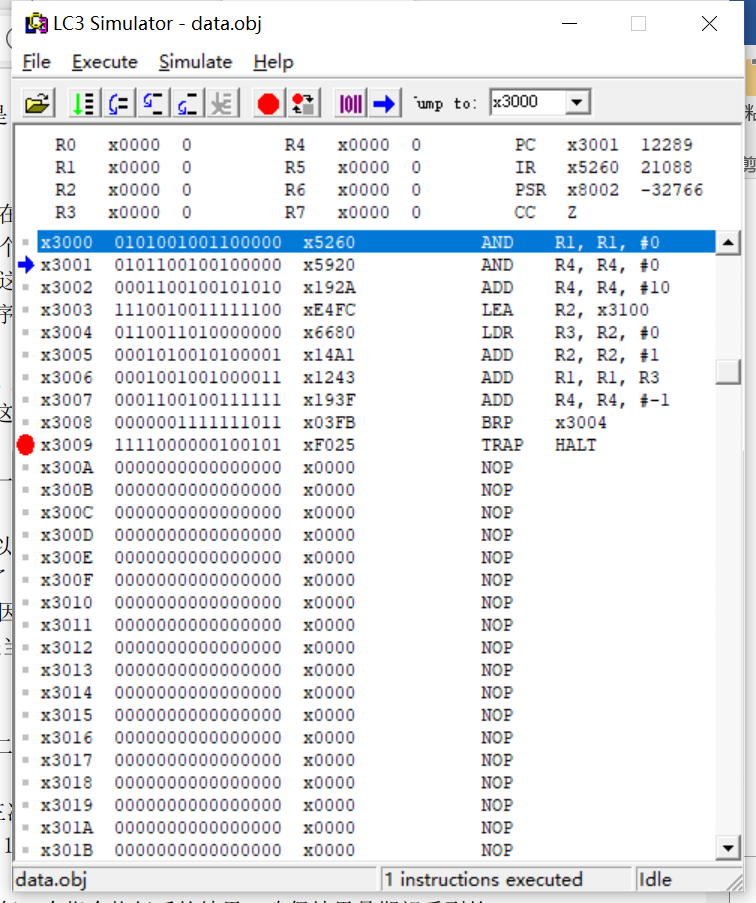 LC3 Simulator - data.obj
File Execute Simulate Help
Jump to: x3000
R0 x0000 0 R4 x0000 0 PC x3001 12289
R1 x0000 0 R5 x0000 0 IR x5260 21088
R2 x0000 0 R6 x0000 0 PSR x8002 -32766
R3 x0000 0 R7 x0000 0 CC Z
x3000 0101001001100000 x5260 AND R1, R1, #0
x3001 0101100100100000 x5920 AND R4, R4, #0
x3002 0001100100101010 x192A ADD R4, R4, #10
x3003 1110010011111100 xE4FC LEA R2, x3100
x3004 0110011010000000 x6680 LDR R3, R2, #0
x3005 0001010010100001 x14A1 ADD R2, R2, #1
x3006 0001001001000011 x1243 ADD R1, R1, R3
x3007 0001100100111111 x193F ADD R4, R4, #-1
x3008 0000001111111011 x03FB BRP x3004
x3009 1111000000100101 xF025 TRAP HALT
x300A 0000000000000000 x0000 NOP
x300B 0000000000000000 x0000 NOP
x300C 0000000000000000 x0000 NOP
x300D 0000000000000000 x0000 NOP
x300E 0000000000000000 x0000 NOP
x300F 0000000000000000 x0000 NOP
x3010 0000000000000000 x0000 NOP
x3011 0000000000000000 x0000 NOP
x3012 0000000000000000 x0000 NOP
x3013 0000000000000000 x0000 NOP
x3014 0000000000000000 x0000 NOP
x3015 0000000000000000 x0000 NOP
x3016 0000000000000000 x0000 NOP
x3017 0000000000000000 x0000 NOP
x3018 0000000000000000 x0000 NOP
x3019 0000000000000000 x0000 NOP
x301A 0000000000000000 x0000 NOP
x301B 0000000000000000 x0000 NOP
data.obj 1 instructions executed Idle